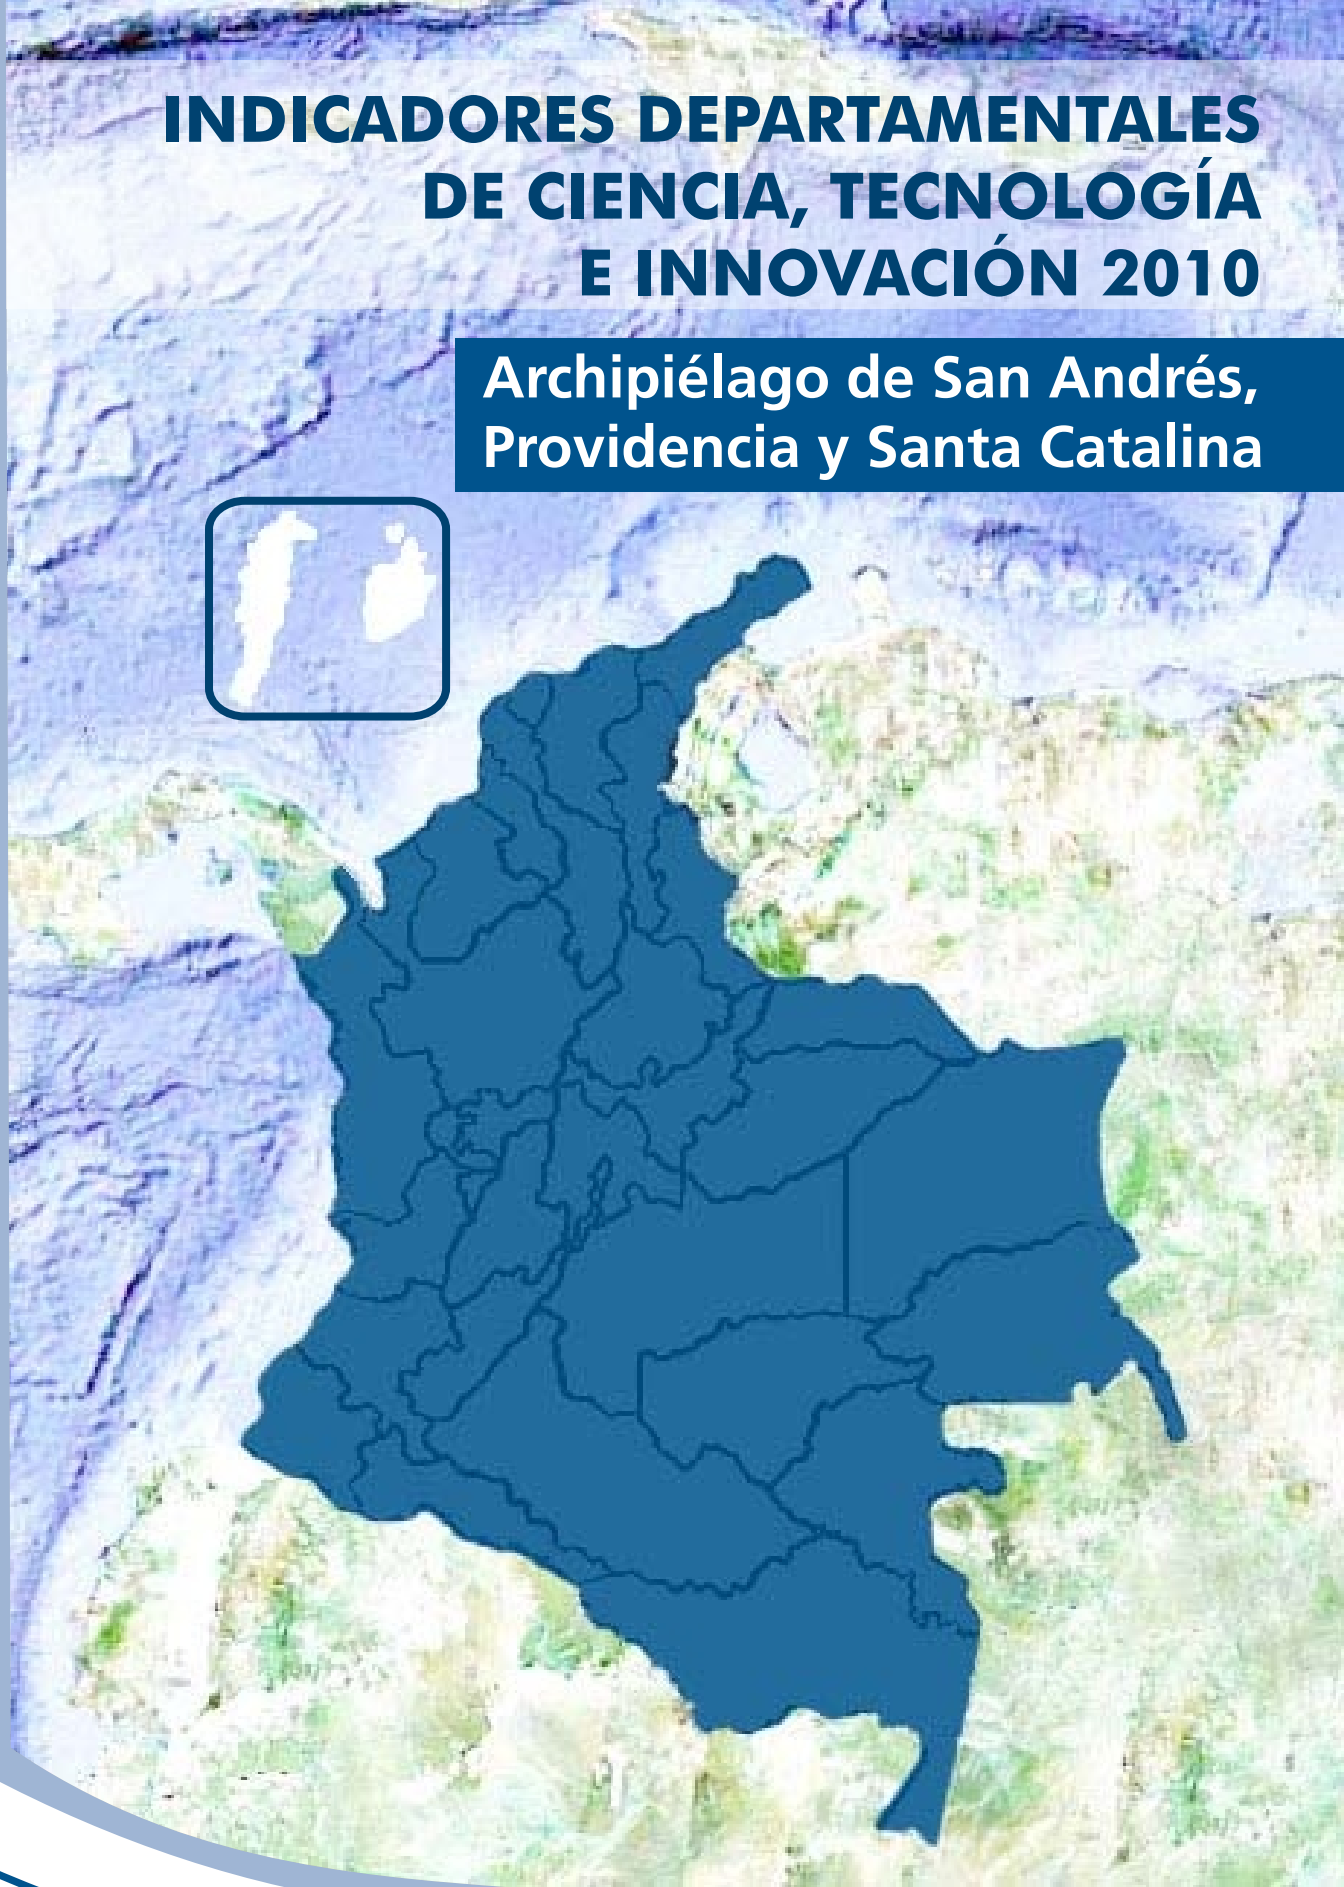 INDICADORES DEPARTAMENTALES
DE CIENCIA, TECNOLOGÍA
E INNOVACIÓN 2010
Archipiélago de San Andrés,
Providencia y Santa Catalina